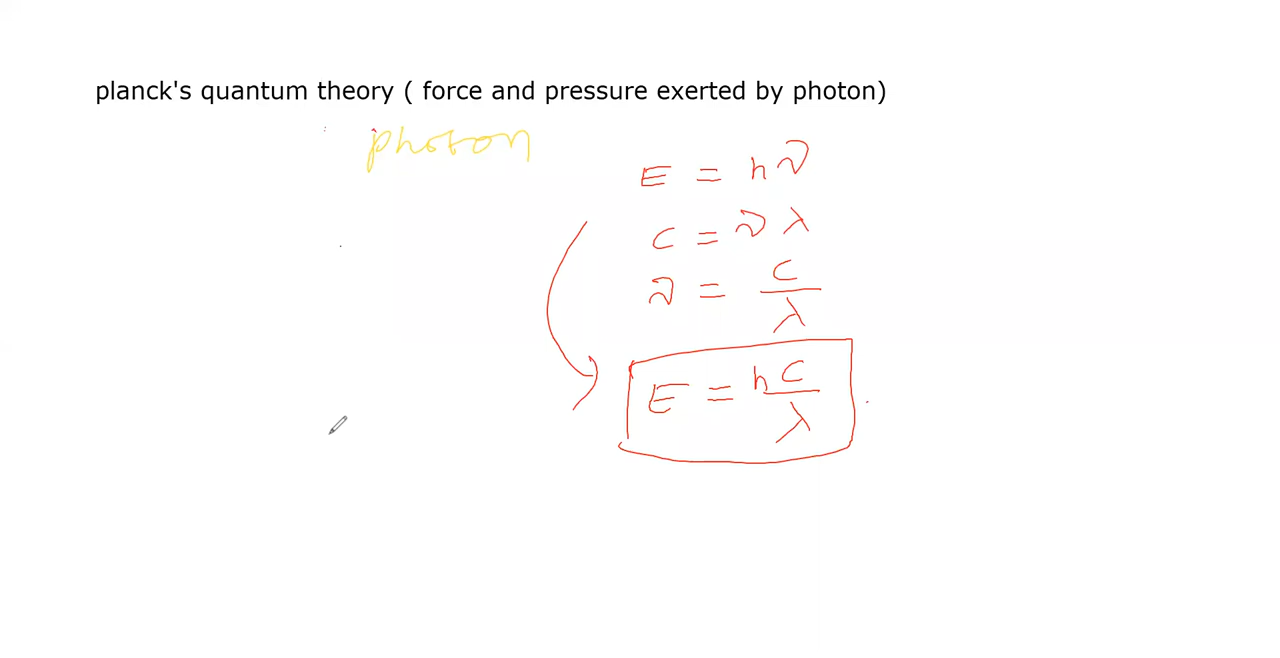 planck's quantum theory ( force and pressure exerted by photon)
photon
E = hν
c = νλ
ν = c/λ
E = hc/λ